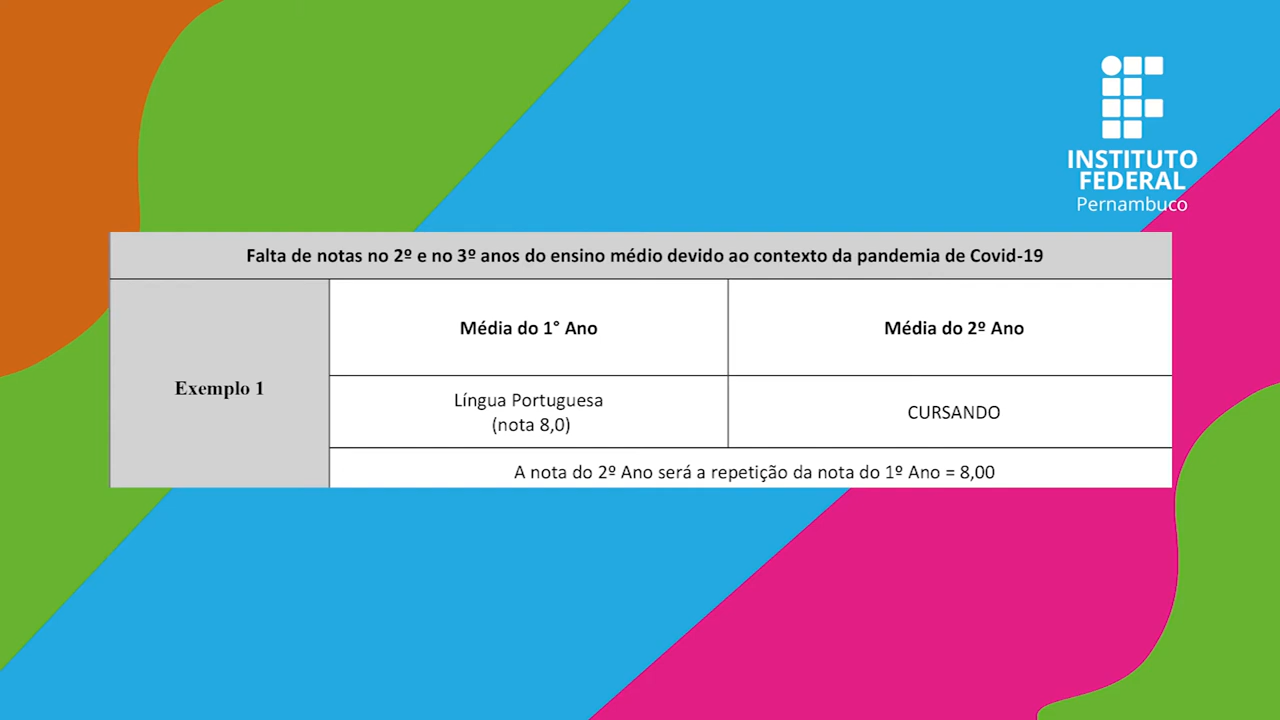 INSTITUTO
FEDERAL
Pernambuco
Falta de notas no 2º e no 3º anos do ensino médio devido ao contexto da pandemia de Covid-19
Exemplo 1
Média do 1° Ano
Média do 2º Ano
Língua Portuguesa
(nota 8,0)
CURSANDO
A nota do 2º Ano será a repetição da nota do 1º Ano = 8,00